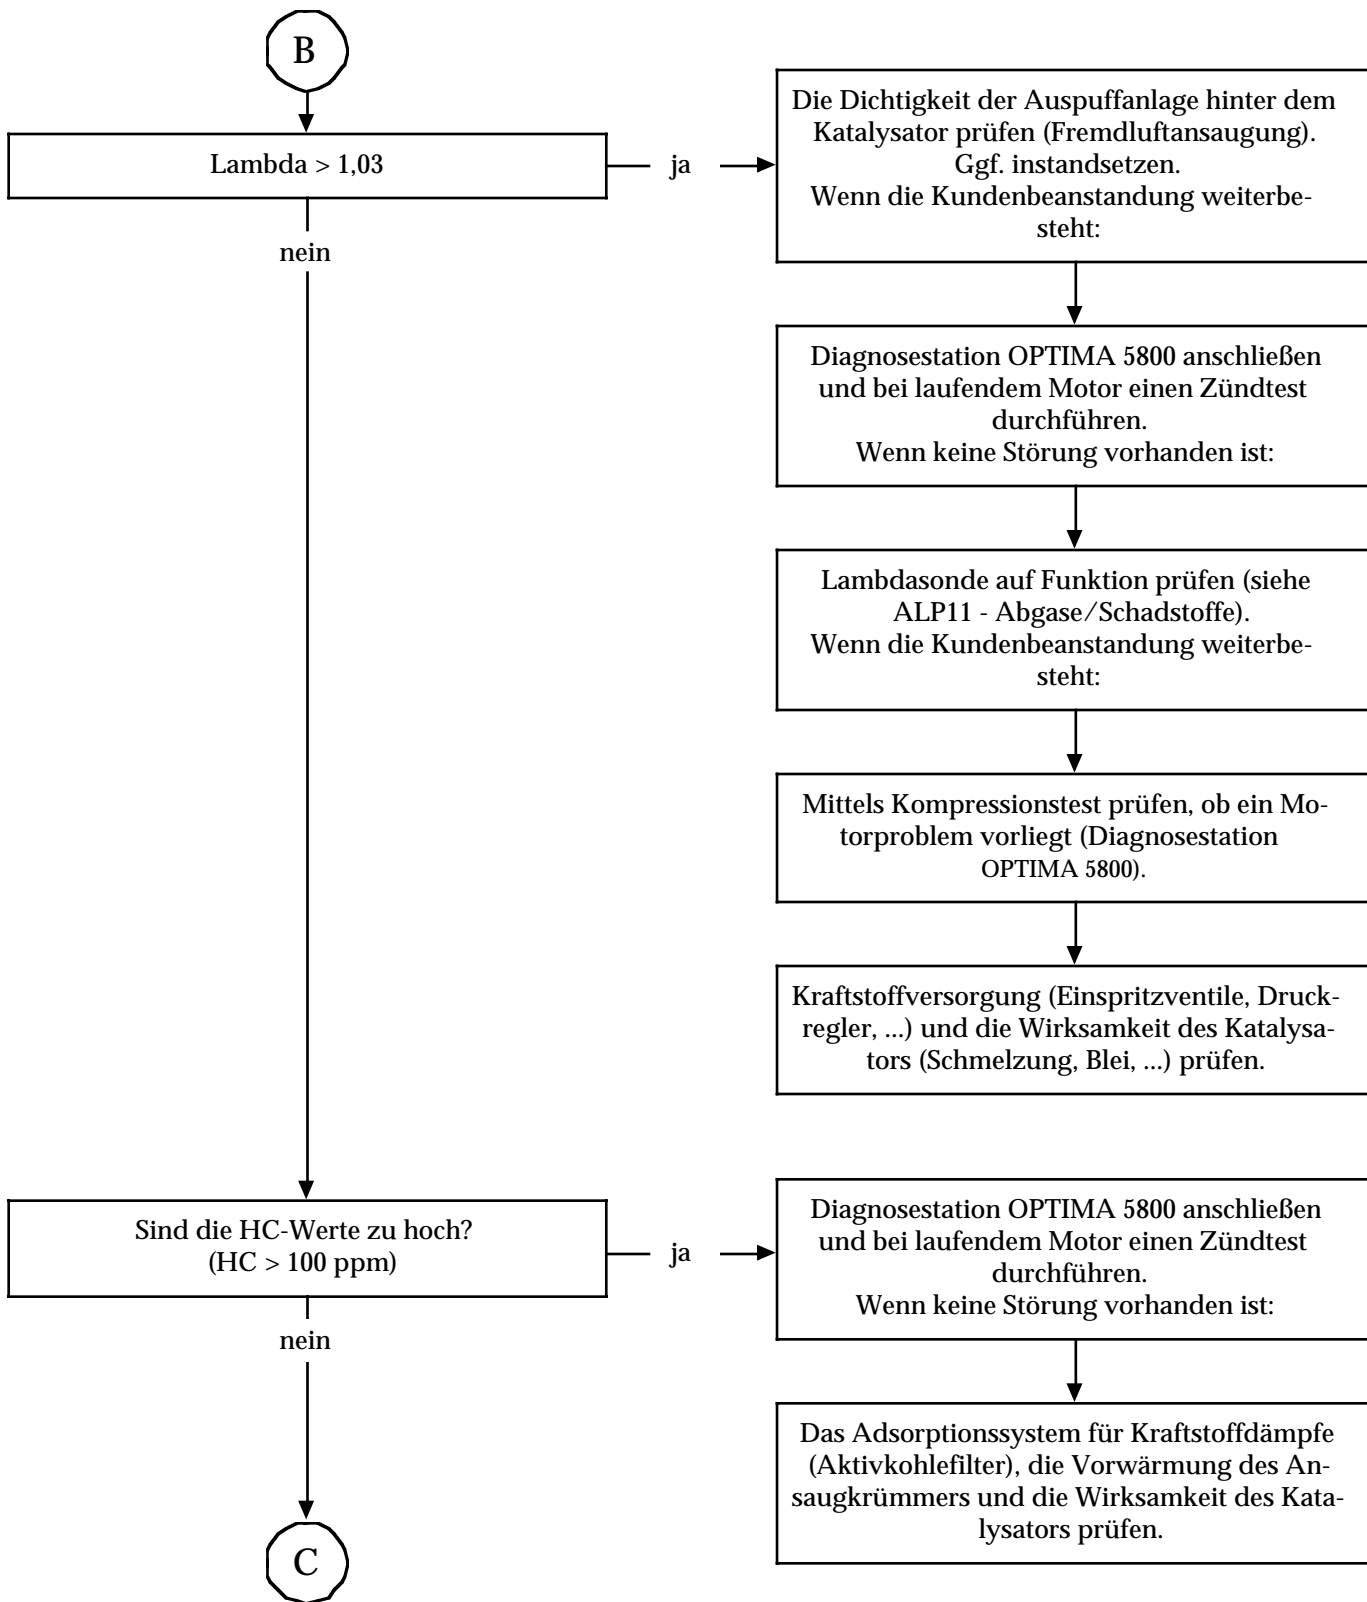 B
Lambda > 1,03
ja
Die Dichtigkeit der Auspuffanlage hinter dem
Katalysator prüfen (Fremdluftansaugung).
Ggf. instandsetzen.
Wenn die Kundenbeanstandung weiterbe-
steht:
nein
Diagnosestation OPTIMA 5800 anschließen
und bei laufendem Motor einen Zündtest
durchführen.
Wenn keine Störung vorhanden ist:
Lambdasonde auf Funktion prüfen (siehe
ALP11 - Abgase/Schadstoffe).
Wenn die Kundenbeanstandung weiterbe-
steht:
Mittels Kompressionstest prüfen, ob ein Mo-
torproblem vorliegt (Diagnosestation
OPTIMA 5800).
Kraftstoffversorgung (Einspritzventile, Druck-
regler, ...) und die Wirksamkeit des Katalysa-
tors (Schmelzung, Blei, ...) prüfen.
Sind die HC-Werte zu hoch?
(HC > 100 ppm)
ja
Diagnosestation OPTIMA 5800 anschließen
und bei laufendem Motor einen Zündtest
durchführen.
Wenn keine Störung vorhanden ist:
nein
Das Adsorptionssystem für Kraftstoffdämpfe
(Aktivkohlefilter), die Vorwärmung des An-
saugkrümmers und die Wirksamkeit des Kata-
lysators prüfen.
C